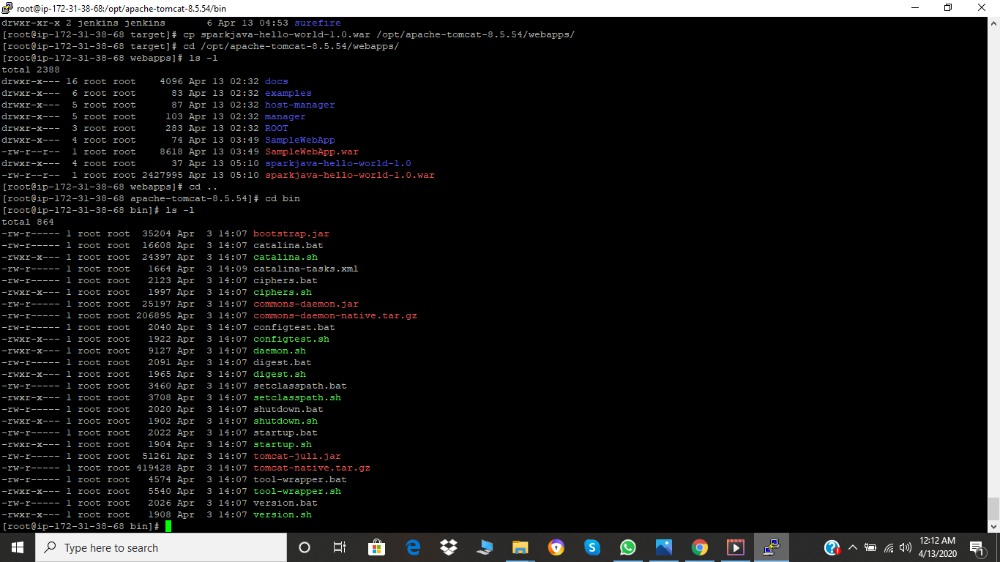 root@ip-172-31-38-68:/opt/apache-tomcat-8.5.54/bin
drwxr-xr-x 2 jenkins jenkins       6 Apr 13 04:53 surefire
[root@ip-172-31-38-68 target]# cp sparkjava-hello-world-1.0.war /opt/apache-tomcat-8.5.54/webapps/
[root@ip-172-31-38-68 target]# cd /opt/apache-tomcat-8.5.54/webapps/
[root@ip-172-31-38-68 webapps]# ls -l
total 2388
drwxr-x--- 16 root root    4096 Apr 13 02:32 docs
drwxr-x---  6 root root      83 Apr 13 02:32 examples
drwxr-x---  5 root root      87 Apr 13 02:32 host-manager
drwxr-x---  5 root root     103 Apr 13 02:32 manager
drwxr-x---  3 root root     283 Apr 13 02:32 ROOT
drwxr-x---  4 root root      74 Apr 13 03:49 SampleWebApp
-rw-r--r--  1 root root    8618 Apr 13 03:49 SampleWebApp.war
drwxr-x---  4 root root      37 Apr 13 05:10 sparkjava-hello-world-1.0
-rw-r--r--  1 root root 2427995 Apr 13 05:10 sparkjava-hello-world-1.0.war
[root@ip-172-31-38-68 webapps]# cd ..
[root@ip-172-31-38-68 apache-tomcat-8.5.54]# cd bin
[root@ip-172-31-38-68 bin]# ls -l
total 864
-rw-r----- 1 root root  35204 Apr  3 14:07 bootstrap.jar
-rw-r----- 1 root root  16608 Apr  3 14:07 catalina.bat
-rwxr-x--- 1 root root  24397 Apr  3 14:07 catalina.sh
-rw-r----- 1 root root   1664 Apr  3 14:09 catalina-tasks.xml
-rw-r----- 1 root root   2123 Apr  3 14:07 ciphers.bat
-rwxr-x--- 1 root root   1997 Apr  3 14:07 ciphers.sh
-rw-r----- 1 root root  25197 Apr  3 14:07 commons-daemon.jar
-rw-r----- 1 root root 206895 Apr  3 14:07 commons-daemon-native.tar.gz
-rw-r----- 1 root root   2040 Apr  3 14:07 configtest.bat
-rwxr-x--- 1 root root   1922 Apr  3 14:07 configtest.sh
-rwxr-x--- 1 root root   9127 Apr  3 14:07 daemon.sh
-rw-r----- 1 root root   2091 Apr  3 14:07 digest.bat
-rwxr-x--- 1 root root   1965 Apr  3 14:07 digest.sh
-rw-r----- 1 root root   3460 Apr  3 14:07 setclasspath.bat
-rwxr-x--- 1 root root   3708 Apr  3 14:07 setclasspath.sh
-rw-r----- 1 root root   2020 Apr  3 14:07 shutdown.bat
-rwxr-x--- 1 root root   1902 Apr  3 14:07 shutdown.sh
-rw-r----- 1 root root   2022 Apr  3 14:07 startup.bat
-rwxr-x--- 1 root root   1904 Apr  3 14:07 startup.sh
-rw-r----- 1 root root  51261 Apr  3 14:07 tomcat-juli.jar
-rw-r----- 1 root root 419428 Apr  3 14:07 tomcat-native.tar.gz
-rw-r----- 1 root root   4574 Apr  3 14:07 tool-wrapper.bat
-rwxr-x--- 1 root root   5540 Apr  3 14:07 tool-wrapper.sh
-rw-r----- 1 root root   2026 Apr  3 14:07 version.bat
-rwxr-x--- 1 root root   1908 Apr  3 14:07 version.sh
[root@ip-172-31-38-68 bin]#
Type here to search
12:12 AM
4/13/2020
1